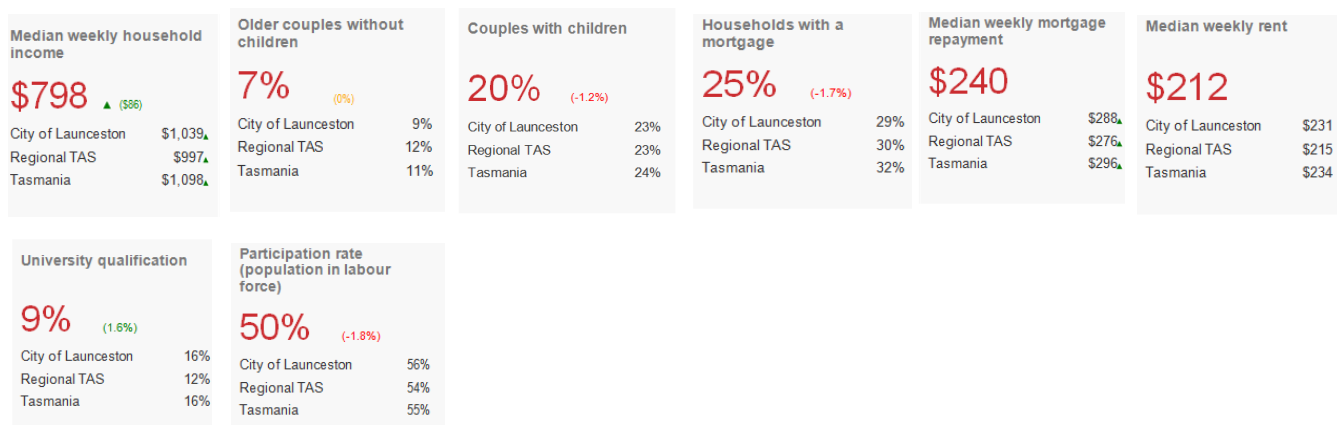 Median weekly household
income
$798 ▲ ($86)
City of Launceston $1,039▲
Regional TAS $997▲
Tasmania $1,098▲
Older couples without
children
7% (0%)
City of Launceston 9%
Regional TAS 12%
Tasmania 11%
Couples with children
20% (-1.2%)
City of Launceston 23%
Regional TAS 23%
Tasmania 24%
Households with a
mortgage
25% (-1.7%)
City of Launceston 29%
Regional TAS 30%
Tasmania 32%
Median weekly mortgage
repayment
$240
City of Launceston $288▲
Regional TAS $276▲
Tasmania $296▲
Median weekly rent
$212
City of Launceston $231
Regional TAS $215
Tasmania $234
University qualification
9% (1.6%)
City of Launceston 16%
Regional TAS 12%
Tasmania 16%
Participation rate
(population in labour
force)
50% (-1.8%)
City of Launceston 56%
Regional TAS 54%
Tasmania 55%